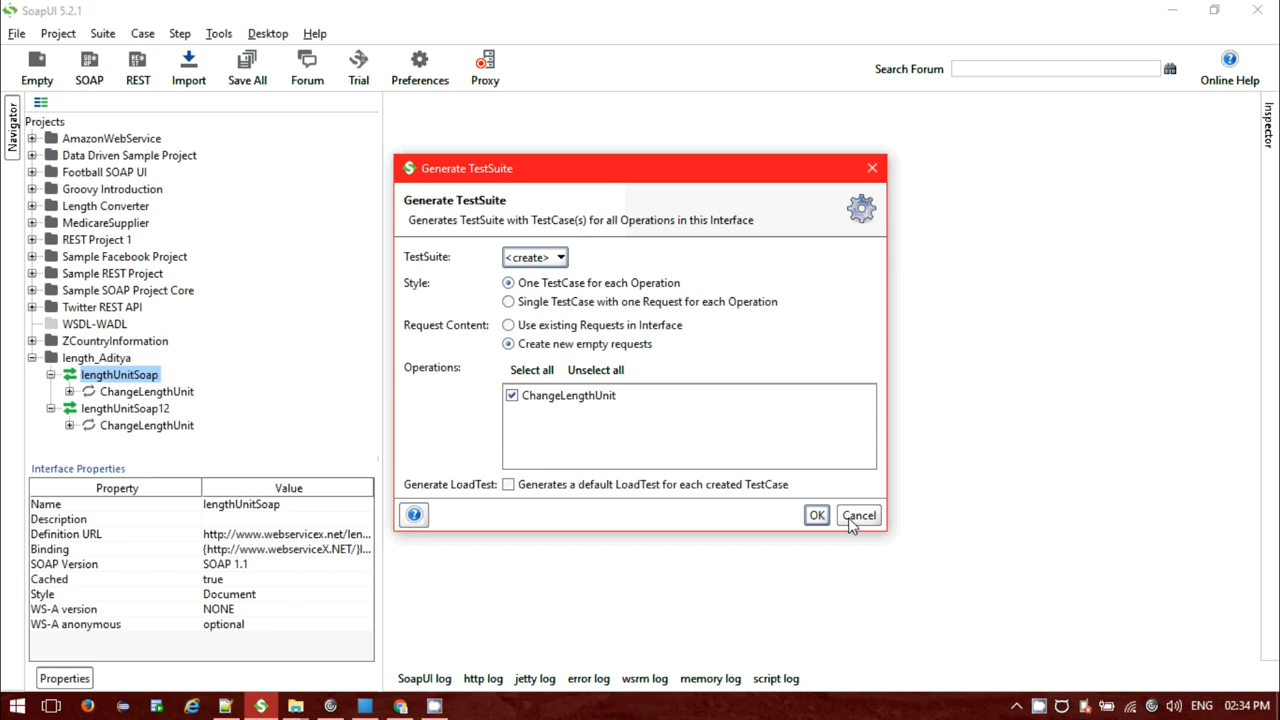 SoapUI 5.2.1
File Project Suite Case Step Tools Desktop Help
Empty SOAP REST Import Save All Forum Trial Preferences Proxy Search Forum Online Help
Navigator
Inspector
Projects
AmazonWebService
Data Driven Sample Project
Football SOAP UI
Groovy Introduction
Length Converter
MedicareSupplier
REST Project 1
Sample Facebook Project
Sample REST Project
Sample SOAP Project Core
Twitter REST API
WSDL-WADL
ZCountryInformation
length_Aditya
lengthUnitSoap
ChangeLengthUnit
lengthUnitSoap12
ChangeLengthUnit
Interface Properties
Property Value
Name lengthUnitSoap
Description
Definition URL http://www.webservicex.net/len...
Binding {http://www.webserviceX.NET/}l...
SOAP Version SOAP 1.1
Cached true
Style Document
WS-A version NONE
WS-A anonymous optional
Properties
Generate TestSuite
Generate TestSuite
Generates TestSuite with TestCase(s) for all Operations in this Interface
TestSuite: <create>
Style: One TestCase for each Operation
Single TestCase with one Request for each Operation
Request Content: Use existing Requests in Interface
Create new empty requests
Operations: Select all Unselect all
ChangeLengthUnit
Generate LoadTest: Generates a default LoadTest for each created TestCase
OK Cancel
SoapUI log http log jetty log error log wsrm log memory log script log
ENG 02:34 PM